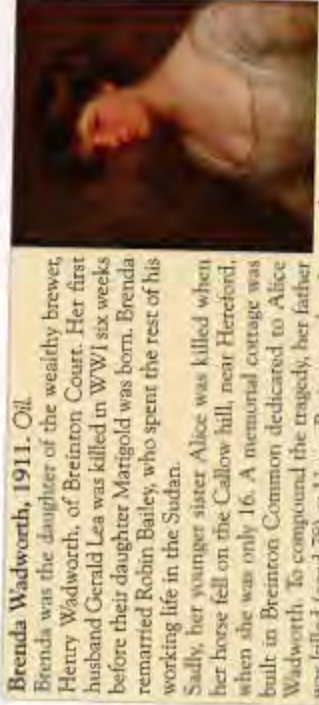 Brenda Wadworth, 1911. Oil.
Brenda was the daughter of the wealthy brewer,
Henry Wadworth, of Breinton Court. Her first
husband Gerald Lea was killed in WWI six weeks
before their daughter Marigold was born. Brenda
remarried Robin Bailey, who spent the rest of his
working life in the Sudan.
Sadly, her younger sister Alice was killed when
her horse fell on the Callow hill, near Hereford,
when she was only 16. A memorial cottage was
built in Breinton Common dedicated to Alice
Wadworth. To compound the tragedy, her father
was killed